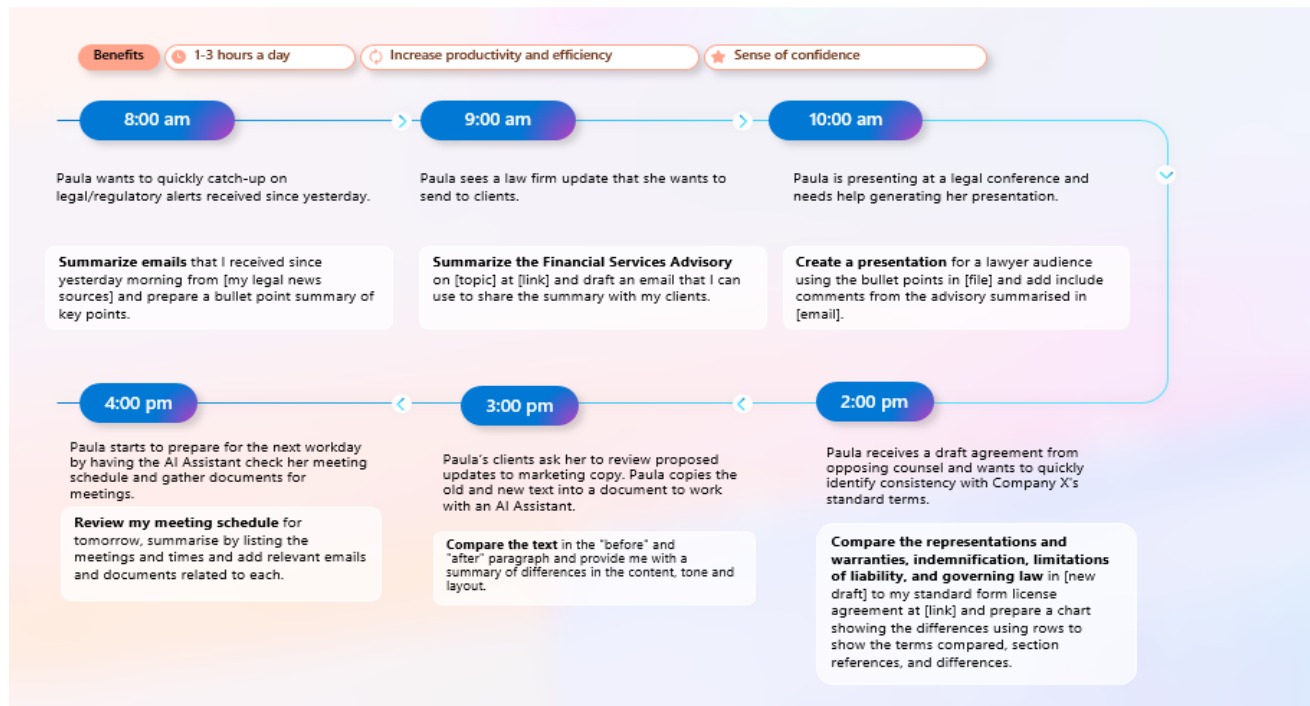 Benefits
1-3 hours a day
Increase productivity and efficiency
Sense of confidence
8:00 am
9:00 am
10:00 am
Paula wants to quickly catch-up on
legal/regulatory alerts received since yesterday.
Paula sees a law firm update that she wants to
send to clients.
Paula is presenting at a legal conference and
needs help generating her presentation.
Summarize emails that I received since
yesterday morning from [my legal news
sources] and prepare a bullet point summary of
key points.
Summarize the Financial Services Advisory
on [topic] at [link] and draft an email that I can
use to share the summary with my clients.
Create a presentation for a lawyer audience
using the bullet points in [file] and add include
comments from the advisory summarised in
[email].
2:00 pm
Paula receives a draft agreement from
opposing counsel and wants to quickly
identify consistency with Company X's
standard terms.
Compare the representations and
warranties, indemnification, limitations
of liability, and governing law in [new
draft] to my standard form license
agreement at [link] and prepare a chart
showing the differences using rows to
show the terms compared, section
references, and differences.
3:00 pm
Paula's clients ask her to review proposed
updates to marketing copy. Paula copies the
old and new text into a document to work
with an AI Assistant.
Compare the text in the "before" and
"after" paragraph and provide me with a
summary of differences in the content, tone and
layout.
4:00 pm
Paula starts to prepare for the next workday
by having the AI Assistant check her meeting
schedule and gather documents for
meetings.
Review my meeting schedule for
tomorrow, summarise by listing the
meetings and times and add relevant emails
and documents related to each.